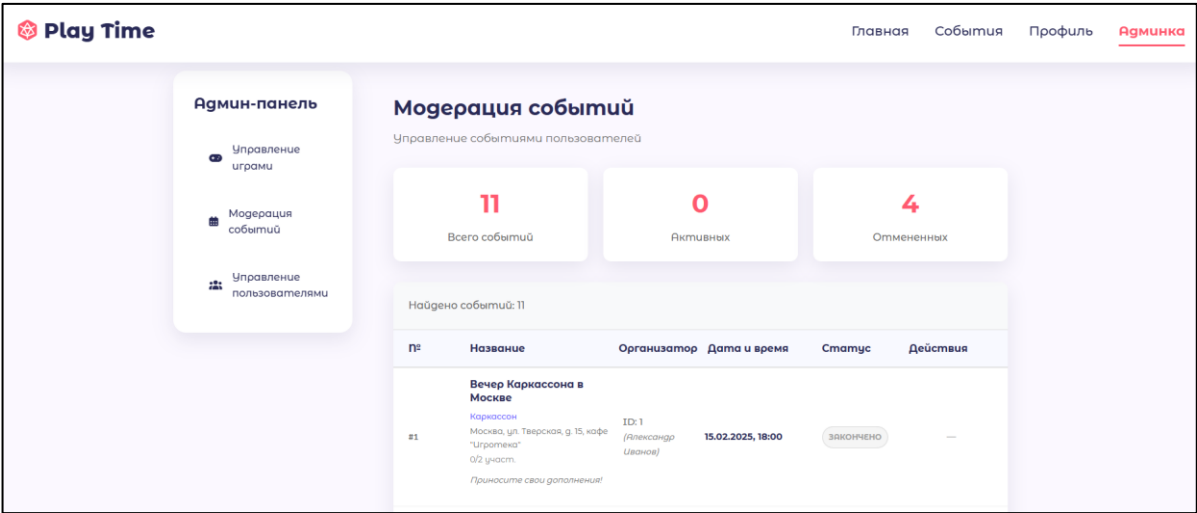 Play Time
Главная События Профиль Админка
Админ-панель
Управление
играми
Модерация
событий
Управление
пользователями
Модерация событий
Управление событиями пользователей
11 0 4
Всего событий Активных Отмененных
Найдено событий: 11
№ Название Организатор Дата и время Статус Действия
#1
Вечер Каркассона в
Москве
Каркассон
Москва, ул. Тверская, д. 15, кафе
"Игротека"
0/2 участ.
Приносите свои дополнения!
ID: 1
(Александр
Иванов)
15.02.2025, 18:00
ЗАКОНЧЕНО
—